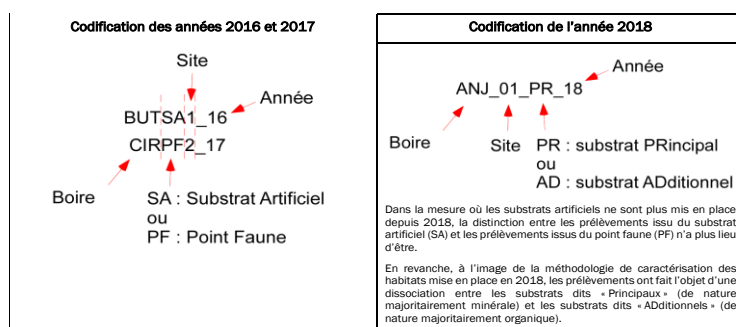 Codification des années 2016 et 2017
Site
Année
BUTSA1_16
CIRPF2_17
Boire
SA : Substrat Artificiel
ou
PF : Point Faune
Codification de l'année 2018
Année
ANJ_01_PR_18
Boire
Site
PR : substrat PRincipal
ou
AD : substrat ADditionnel
Dans la mesure où les substrats artificiels ne sont plus mis en place
depuis 2018, la distinction entre les prélèvements issu du substrat
artificiel (SA) et les prélèvements issus du point faune (PF) n'a plus lieu
d'être.
En revanche, à l'image de la méthodologie de caractérisation des
habitats mise en place en 2018, les prélèvements ont fait l'objet d'une
dissociation entre les substrats dits « Principaux » (de nature
majoritairement minérale) et les substrats dits « ADditionnels » (de
nature majoritairement organique).